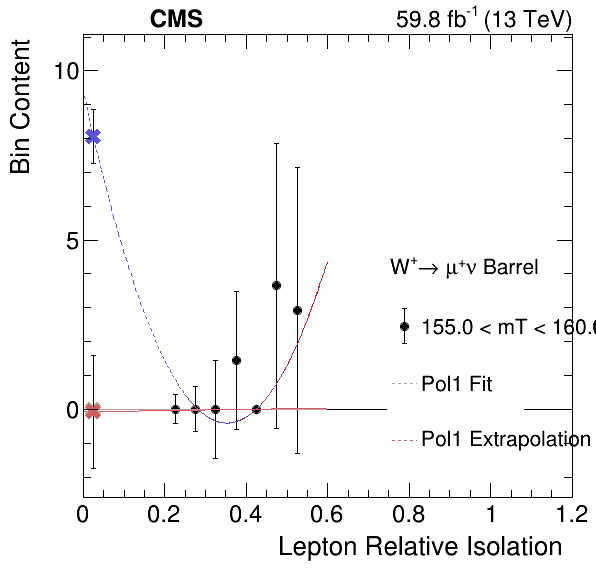 CMS 59.8 fb⁻¹ (13 TeV)
Bin Content
10
5
0
W⁺→ μ⁺ν Barrel
155.0 < mT < 160.0
Pol1 Fit
Pol1 Extrapolation
0 0.2 0.4 0.6 0.8 1 1.2
Lepton Relative Isolation